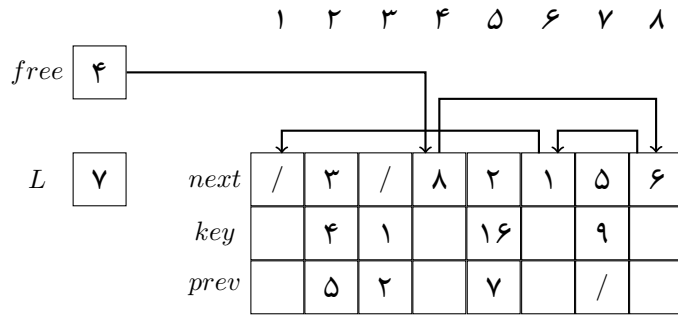 ۱ ۲ ۳ ۴ ۵ ۶ ۷ ۸
free ۴
L ۷ next / ۳ / ۸ ۲ ۱ ۵ ۶
key ۴ ۱ ۱۶ ۹
prev ۵ ۲ ۷ /